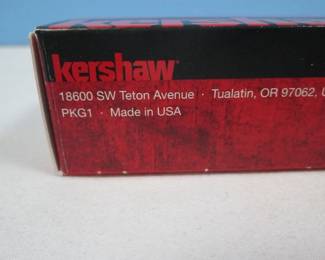 kershaw
18600 SW Teton Avenue · Tualatin, OR 97062, U
PKG1 · Made in USA